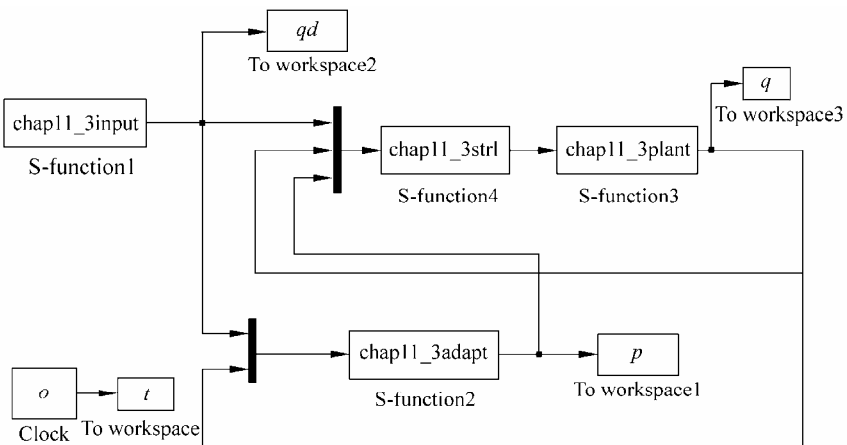 qd
To workspace2
chap11_3input
S-function1
q
To workspace3
chap11_3strl
S-function4
chap11_3plant
S-function3
chap11_3adapt
S-function2
p
To workspace1
o
Clock
t
To workspace